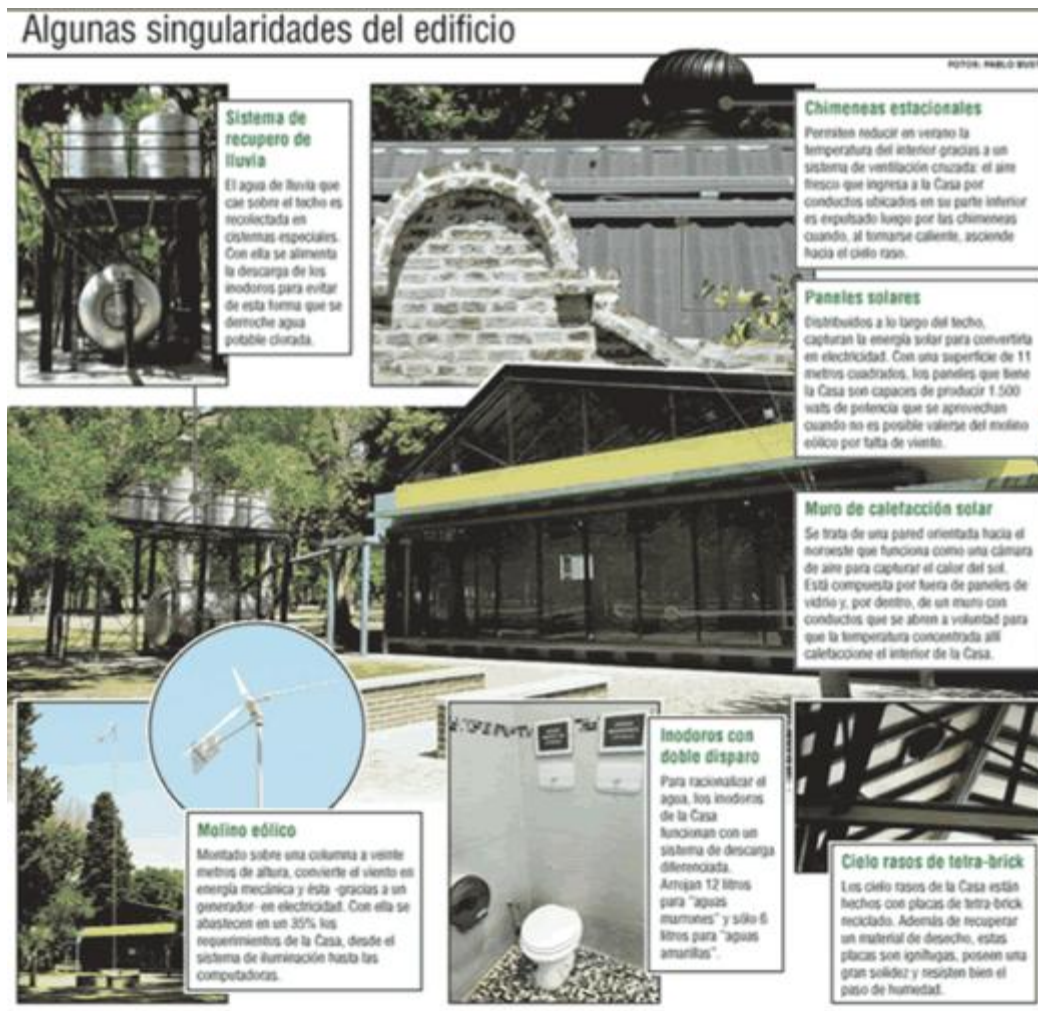 Algunas singularidades del edificio
FOTOS: PABLO
Sistema de
recupero de
lluvia
El agua de lluvia que
cae sobre el techo es
recolectada en
cisternas especiales.
Con ella se alimenta
la descarga de los
inodoros para evitar
de esta forma que se
derroche agua
potable clorada.
Chimeneas estacionales
Permiten reducir en verano la
temperatura del interior gracias a un
sistema de ventilación cruzada: el aire
fresco que ingresa a la Casa por
conductos ubicados en su parte inferior
es expulsado luego por las chimeneas
cuando, al tornarse caliente, asciende
hacia el cielo raso.
Paneles solares
Distribuidos a lo largo del techo,
capturan la energía solar para convertirla
en electricidad. Con una superficie de 11
metros cuadrados, los paneles que tiene
la Casa son capaces de producir 1.500
wats de potencia que se aprovechan
cuando no es posible valerse del molino
eólico por falta de viento.
Muro de calefacción solar
Se trata de una pared orientada hacia el
noroeste que funciona como una cámara
de aire para capturar el calor del sol.
Está compuesta por fuera de paneles de
vidrio y, por dentro, de un muro con
conductos que se abren a voluntad para
que la temperatura concentrada allí
calefaccione el interior de la Casa.
Molino eólico
Montado sobre una columna a veinte
metros de altura, convierte el viento en
energía mecánica y ésta -gracias a un
generador- en electricidad. Con ella se
abastecen en un 35% los
requerimientos de la Casa, desde el
sistema de iluminación hasta las
computadoras.
Inodoros con
doble disparo
Para racionalizar el
agua, los inodoros
de la Casa
funcionan con un
sistema de descarga
diferenciada.
Arrojan 12 litros
para "aguas
marrones" y sólo 6
litros para "aguas
amarillas".
Cielo rasos de tetra-brick
Los cielo rasos de la Casa están
hechos con placas de tetra-brick
reciclado. Además de recuperar
un material de desecho, estas
placas son ignífugas, poseen una
gran solidez y resisten bien el
paso de humedad.